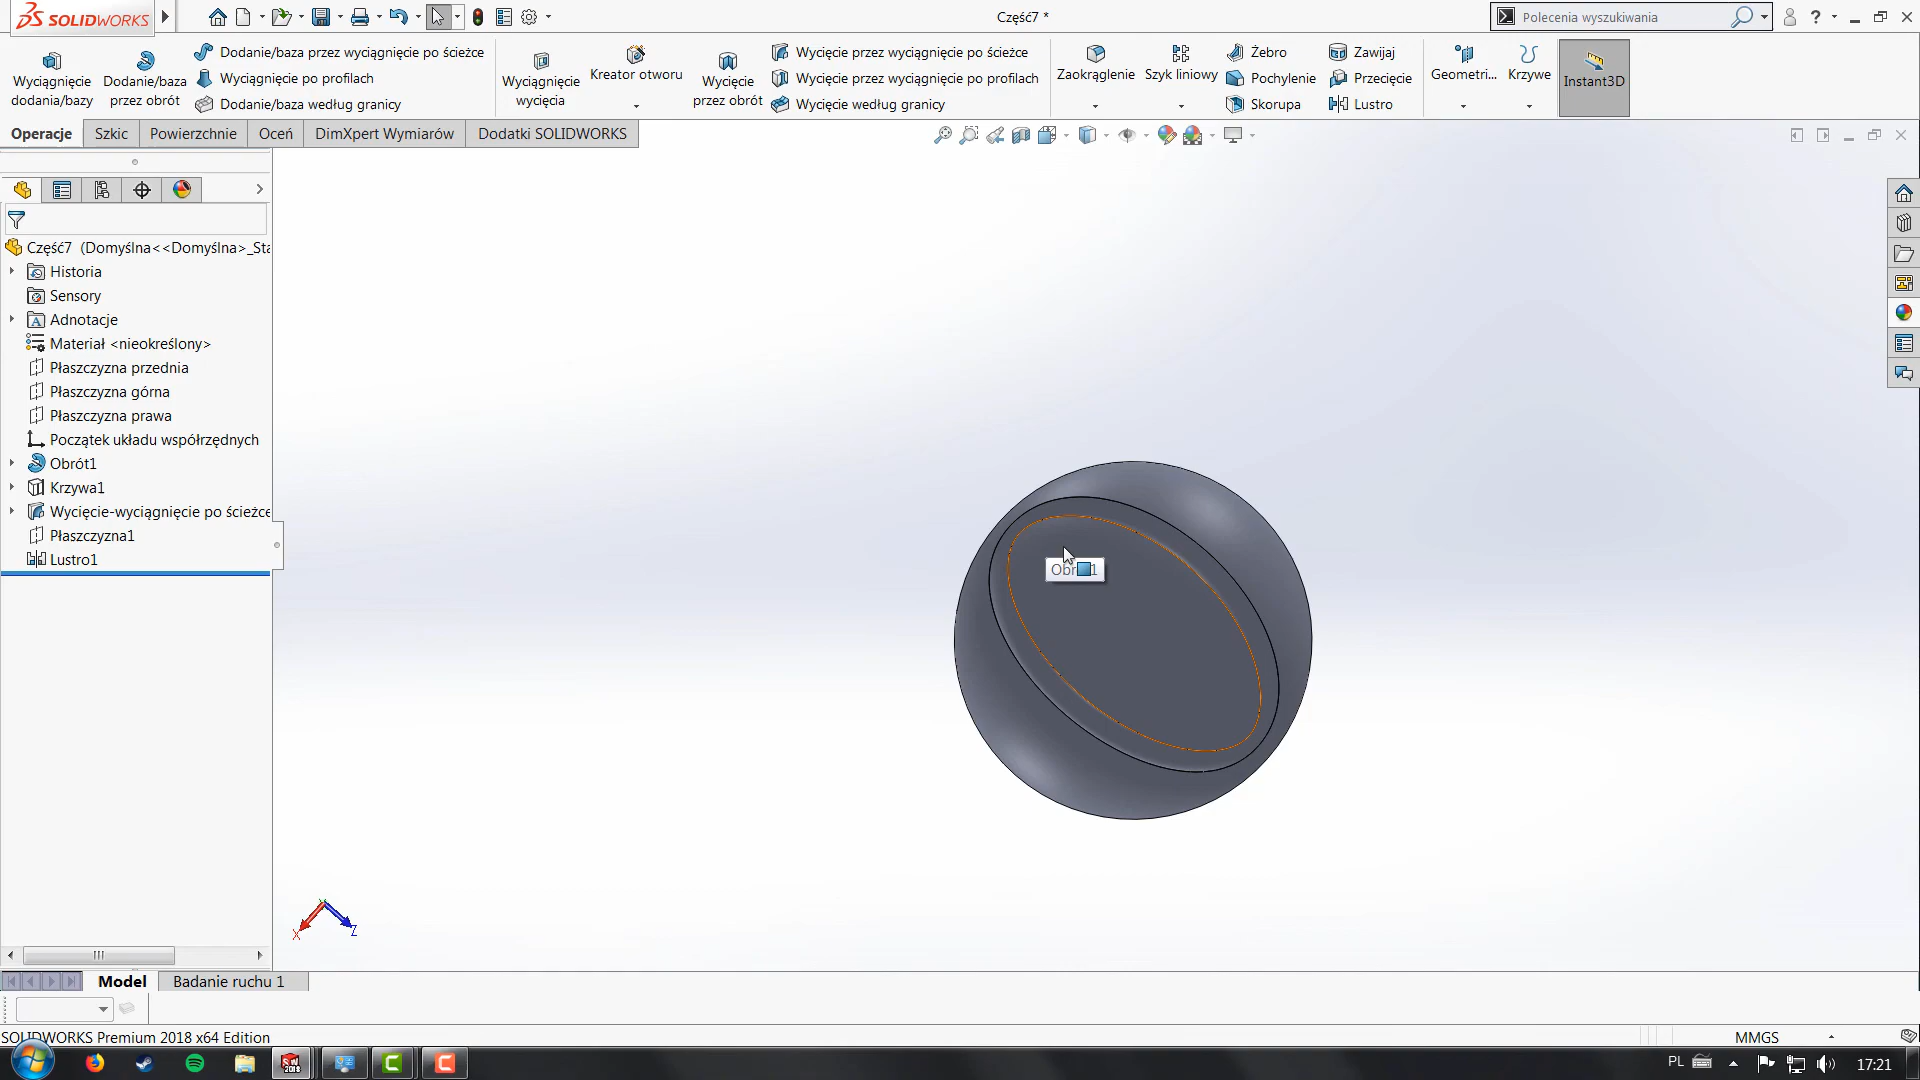 SOLIDWORKS
Część7 *
Polecenia wyszukiwania
Wyciągnięcie dodania/bazy
Dodanie/baza przez obrót
Dodanie/baza przez wyciągnięcie po ścieżce
Wyciągnięcie po profilach
Dodanie/baza według granicy
Wyciągnięcie wycięcia
Kreator otworu
Wycięcie przez obrót
Wycięcie przez wyciągnięcie po ścieżce
Wycięcie przez wyciągnięcie po profilach
Wycięcie według granicy
Zaokrąglenie
Szyk liniowy
Żebro
Pochylenie
Skorupa
Zawijaj
Przecięcie
Lustro
Geometri...
Krzywe
Instant3D
Operacje
Szkic
Powierzchnie
Oceń
DimXpert Wymiarów
Dodatki SOLIDWORKS
Część7 (Domyślna<<Domyślna>_Sta
Historia
Sensory
Adnotacje
Materiał <nieokreślony>
Płaszczyzna przednia
Płaszczyzna górna
Płaszczyzna prawa
Początek układu współrzędnych
Obrót1
Krzywa1
Wycięcie-wyciągnięcie po ścieżce
Płaszczyzna1
Lustro1
X
Z
Model
Badanie ruchu 1
SOLIDWORKS Premium 2018 x64 Edition
MMGS
PL
17:21